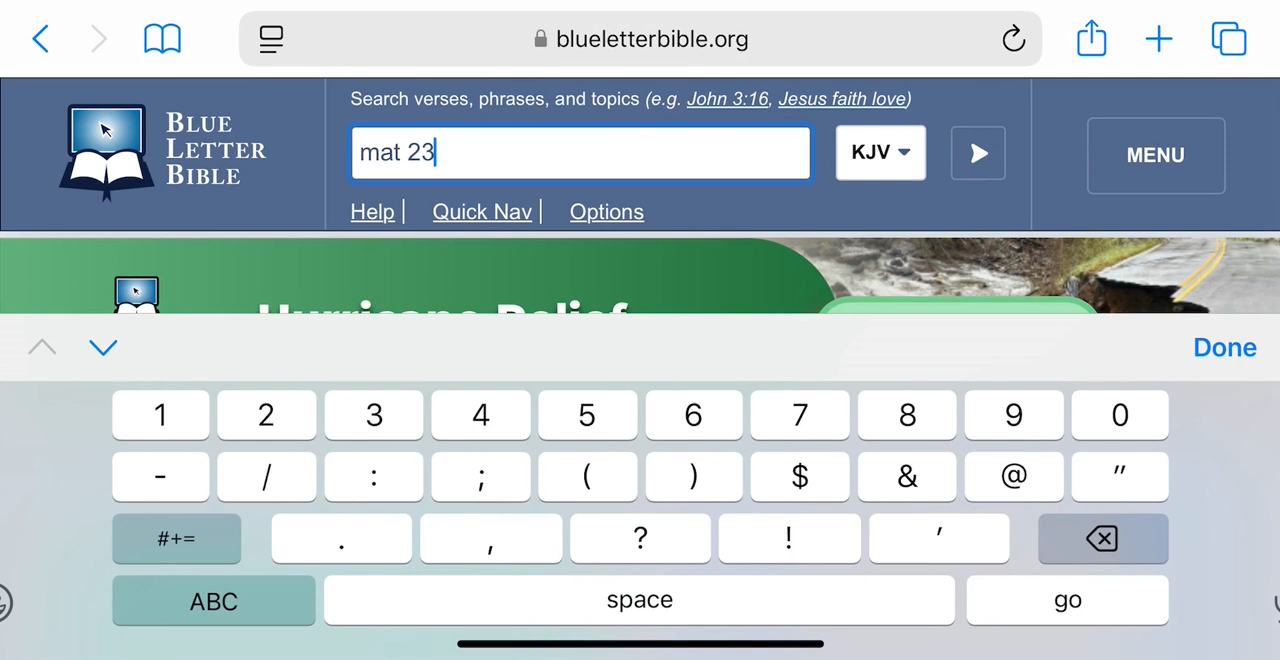 blueletterbible.org
Search verses, phrases, and topics (e.g. John 3:16, Jesus faith love)
BLUE
LETTER
BIBLE
mat 23
KJV
MENU
Help | Quick Nav | Options
Hurricane Relief
Done
1 2 3 4 5 6 7 8 9 0
- / : ; ( ) $ & @ "
#+= . , ? ! '
ABC space go